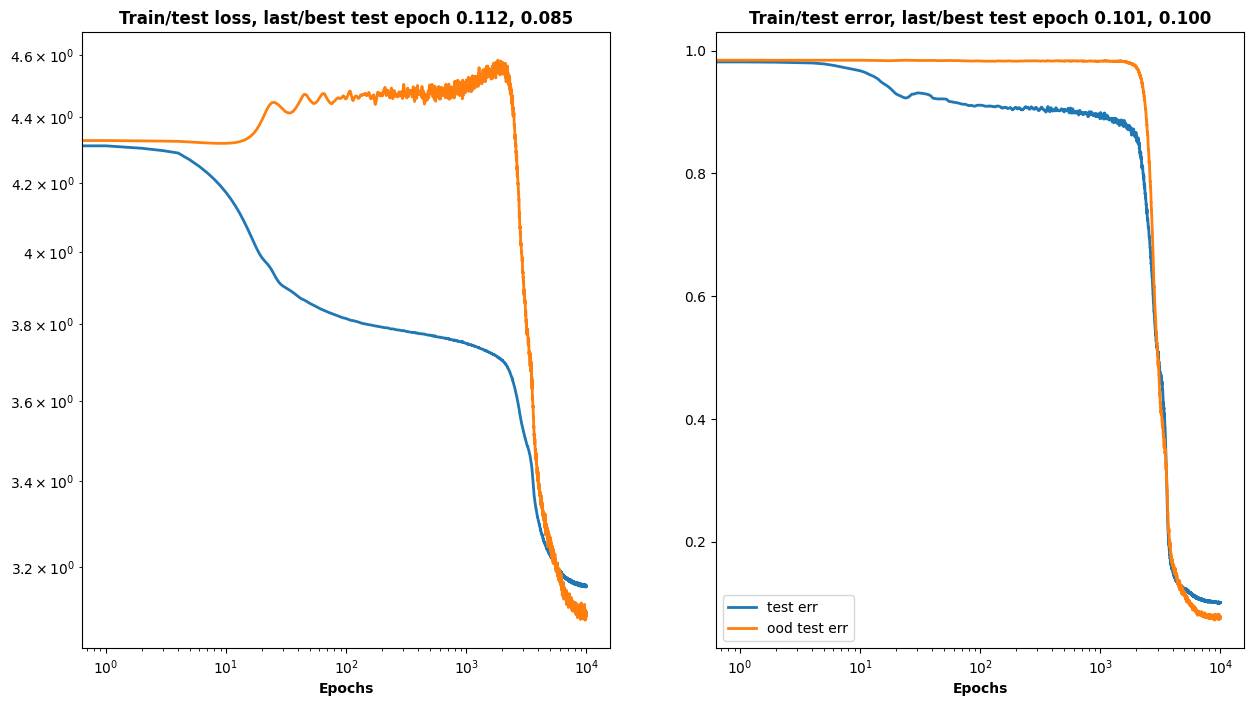 Train/test loss, last/best test epoch 0.112, 0.085
4.6 × 10⁰
4.4 × 10⁰
4.2 × 10⁰
4 × 10⁰
3.8 × 10⁰
3.6 × 10⁰
3.4 × 10⁰
3.2 × 10⁰
10⁰ 10¹ 10² 10³ 10⁴
Epochs
Train/test error, last/best test epoch 0.101, 0.100
1.0
0.8
0.6
0.4
0.2
test err
ood test err
10⁰ 10¹ 10² 10³ 10⁴
Epochs